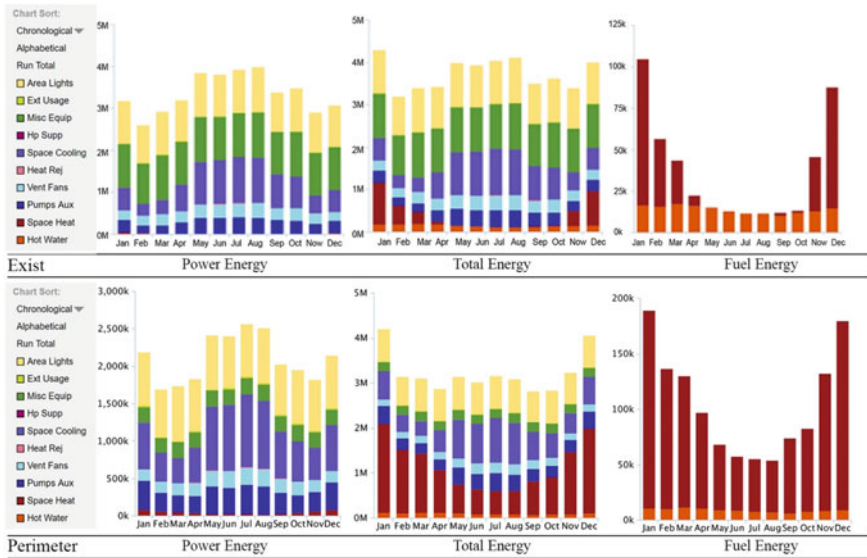 Chart Sort:
Chronological
Alphabetical
Run Total
Area Lights
Ext Usage
Misc Equip
Hp Supp
Space Cooling
Heat Rej
Vent Fans
Pumps Aux
Space Heat
Hot Water
5M
4M
3M
2M
1M
0M
Jan Feb Mar Apr May Jun Jul Aug Sep Oct Nov Dec
5M
4M
3M
2M
1M
0M
Jan Feb Mar Apr May Jun Jul Aug Sep Oct Nov Dec
125k
100k
75k
50k
25k
0k
Jan Feb Mar Apr May Jun Jul Aug Sep Oct Nov Dec
Exist Power Energy Total Energy Fuel Energy
Chart Sort:
Chronological
Alphabetical
Run Total
Area Lights
Ext Usage
Misc Equip
Hp Supp
Space Cooling
Heat Rej
Vent Fans
Pumps Aux
Space Heat
Hot Water
3,000k
2,500k
2,000k
1,500k
1,000k
500k
0k
Jan Feb Mar Apr May Jun Jul Aug Sep Oct Nov Dec
5M
4M
3M
2M
1M
0M
Jan Feb Mar Apr May Jun Jul Aug Sep Oct Nov Dec
200k
150k
100k
50k
0k
Jan Feb Mar Apr May Jun Jul Aug Sep Oct Nov Dec
Perimeter Power Energy Total Energy Fuel Energy